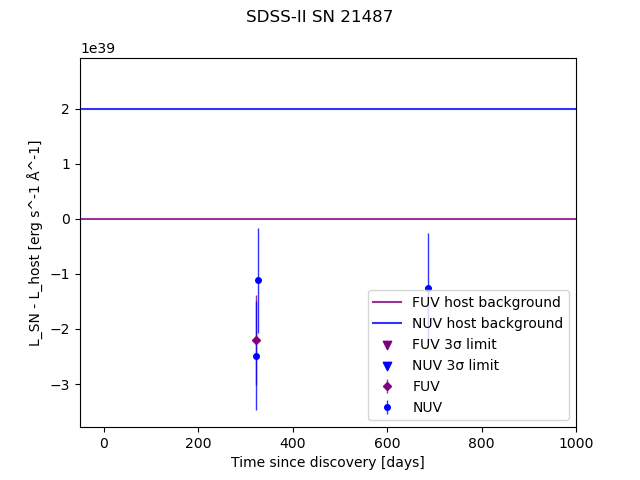 SDSS-II SN 21487
1e39
L_SN - L_host [erg s^-1 Å^-1]
2
1
0
−1
−2
−3
FUV host background
NUV host background
FUV 3σ limit
NUV 3σ limit
FUV
NUV
0 200 400 600 800 1000
Time since discovery [days]